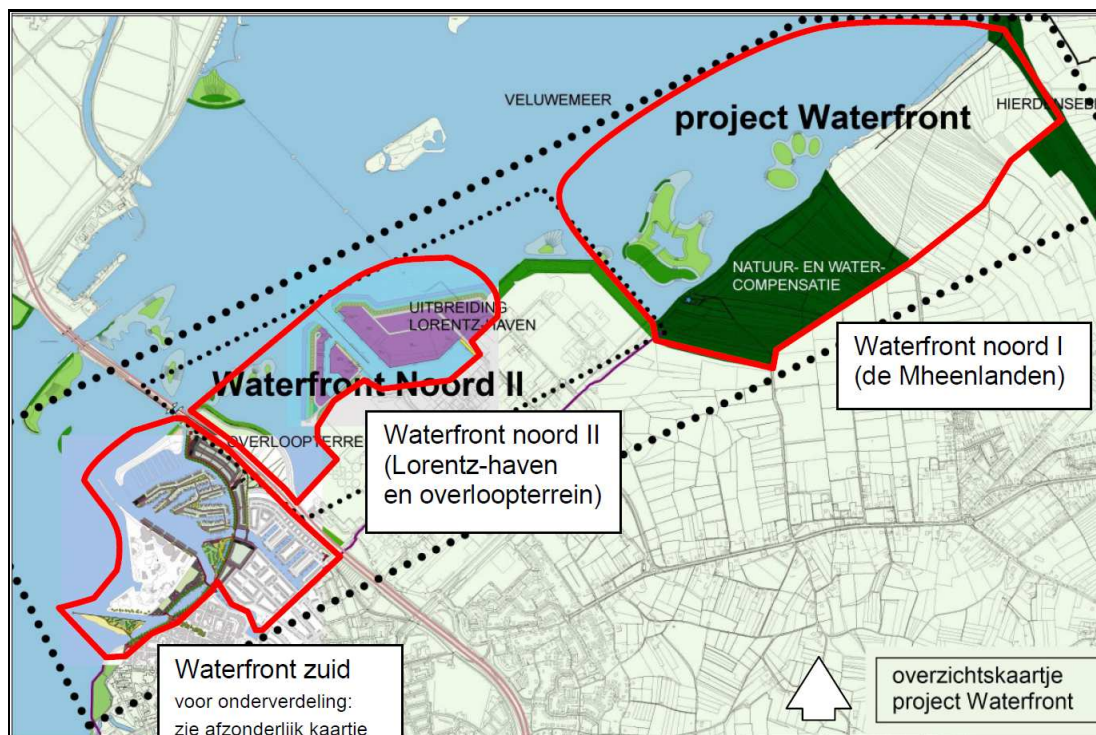 VELUWEMEER
project Waterfront
HIERDENSEBE
NATUUR- EN WATER-
COMPENSATIE
UITBREIDING
LORENTZ-HAVEN
Waterfront Noord II
OVERLOOPTERRE
Waterfront noord I
(de Mheenlanden)
Waterfront noord II
(Lorentz-haven
en overloopterrein)
Waterfront zuid
voor onderverdeling:
zie afzonderlijk kaartje
overzichtskaartje
project Waterfront